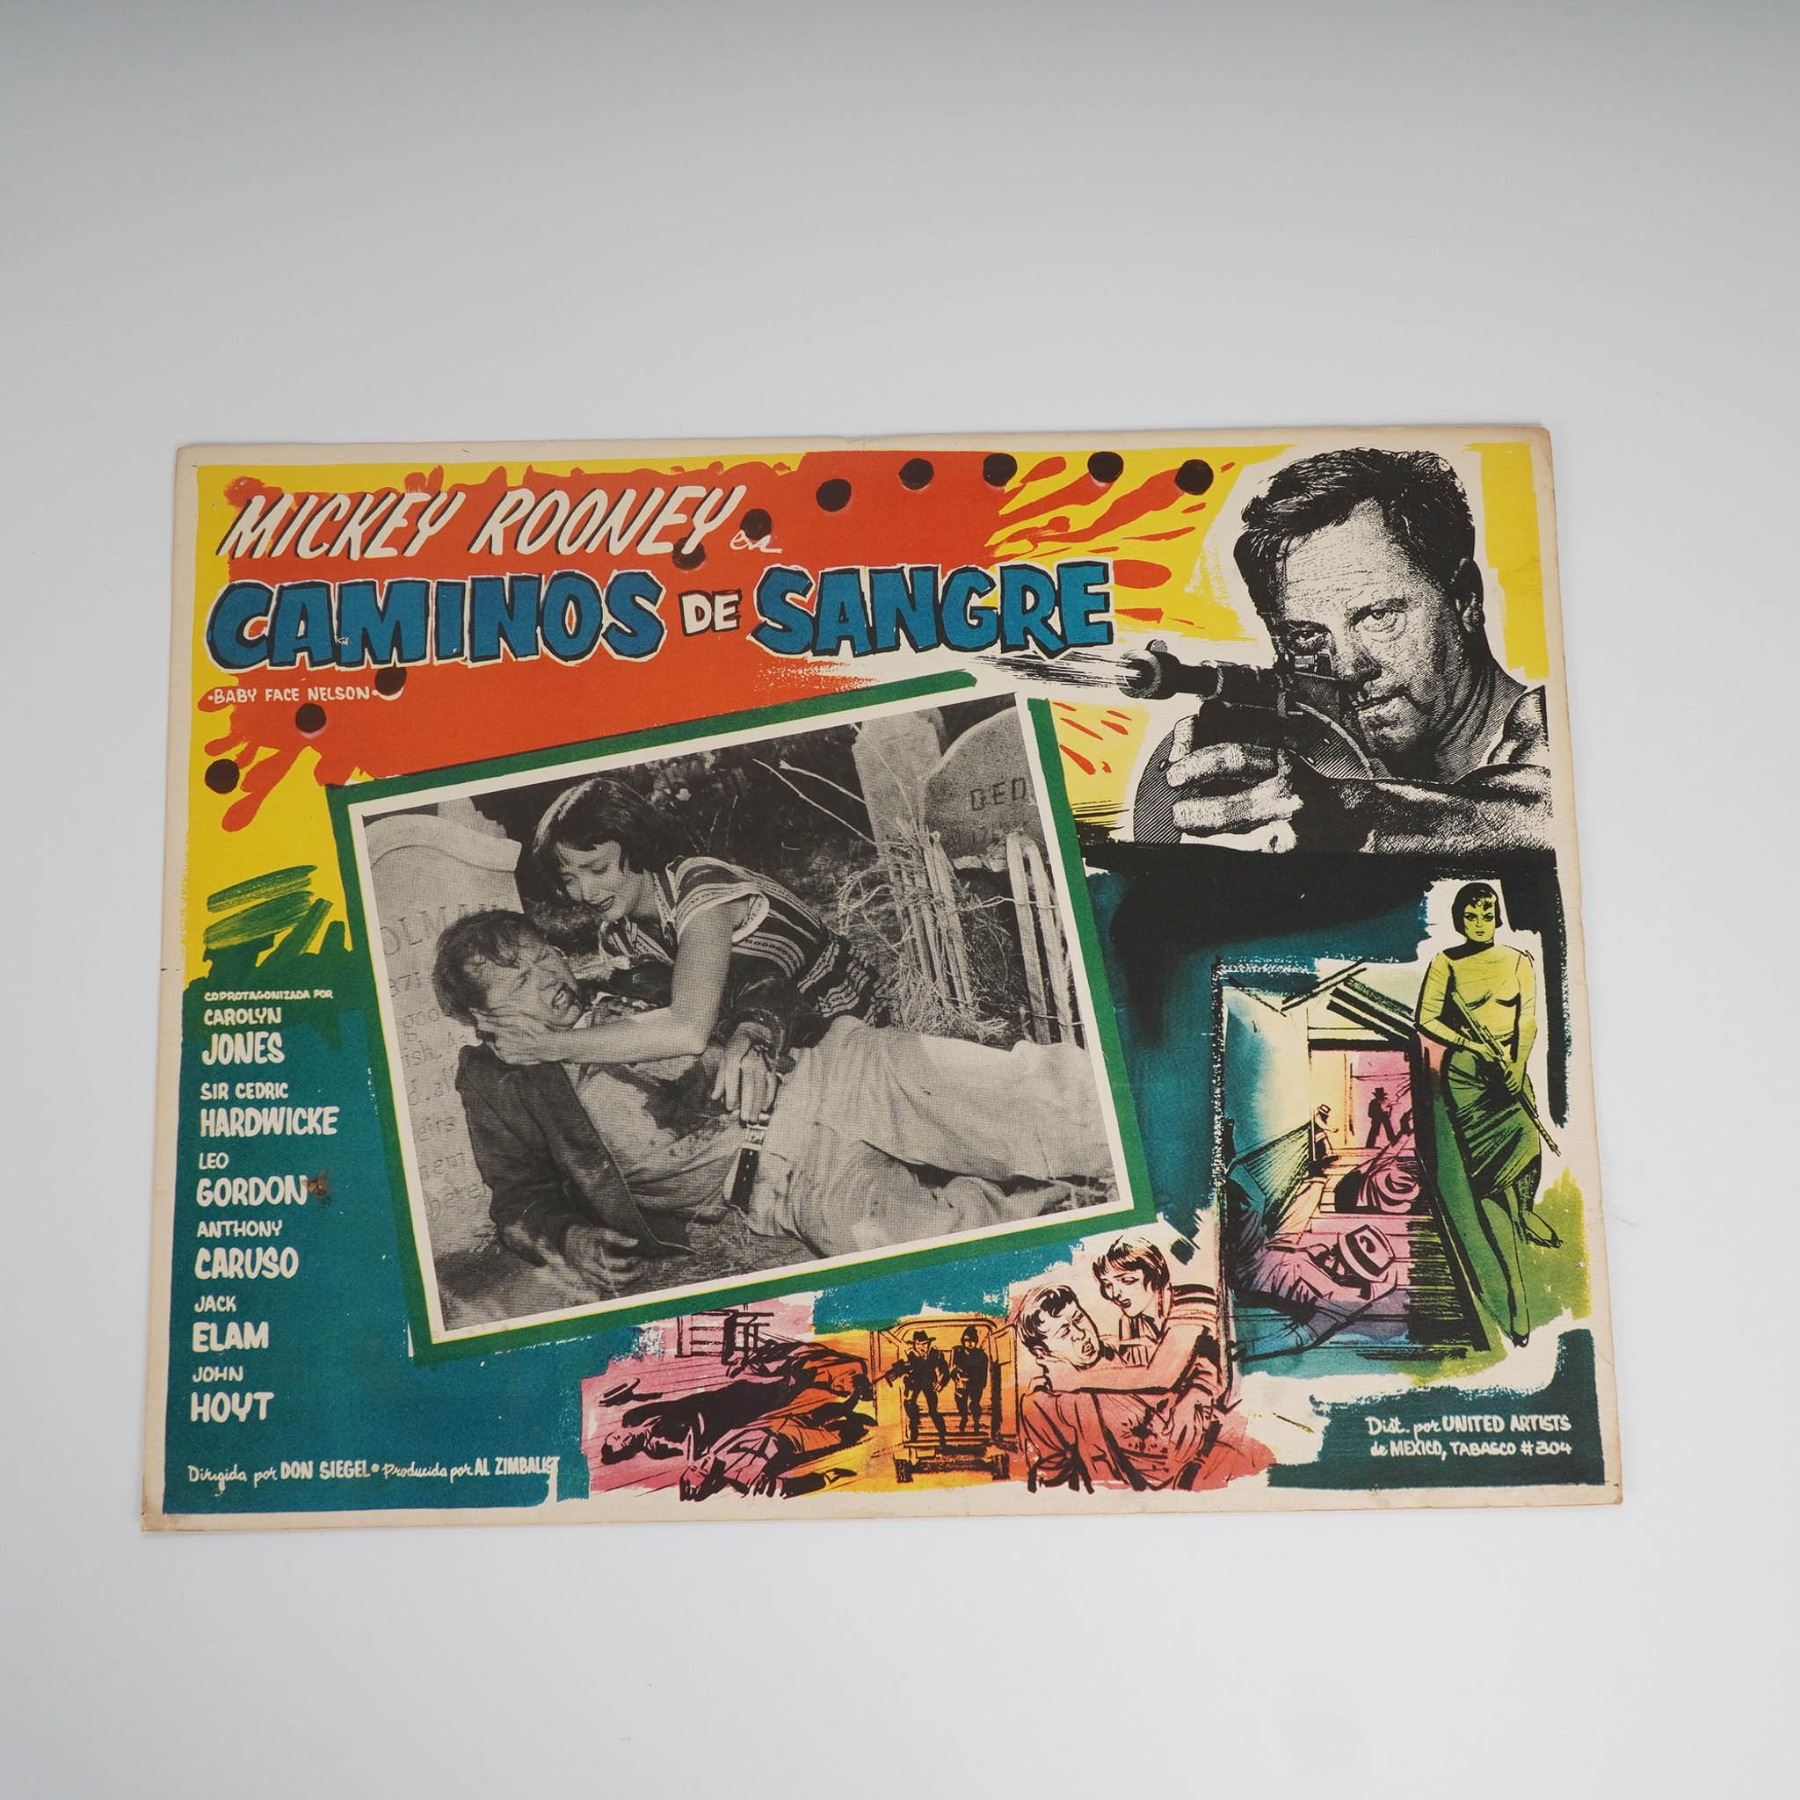 MICKEY ROONEY en
CAMINOS DE SANGRE
•BABY FACE NELSON•
GEO.
COPROTAGONIZADA POR
CAROLYN
JONES
SIR CEDRIC
HARDWICKE
LEO
GORDON
ANTHONY
CARUSO
JACK
ELAM
JOHN
HOYT
Dirigida por DON SIEGEL • Producida por AL ZIMBALIST
Dist. por UNITED ARTISTS
de MEXICO, TABASCO # 304